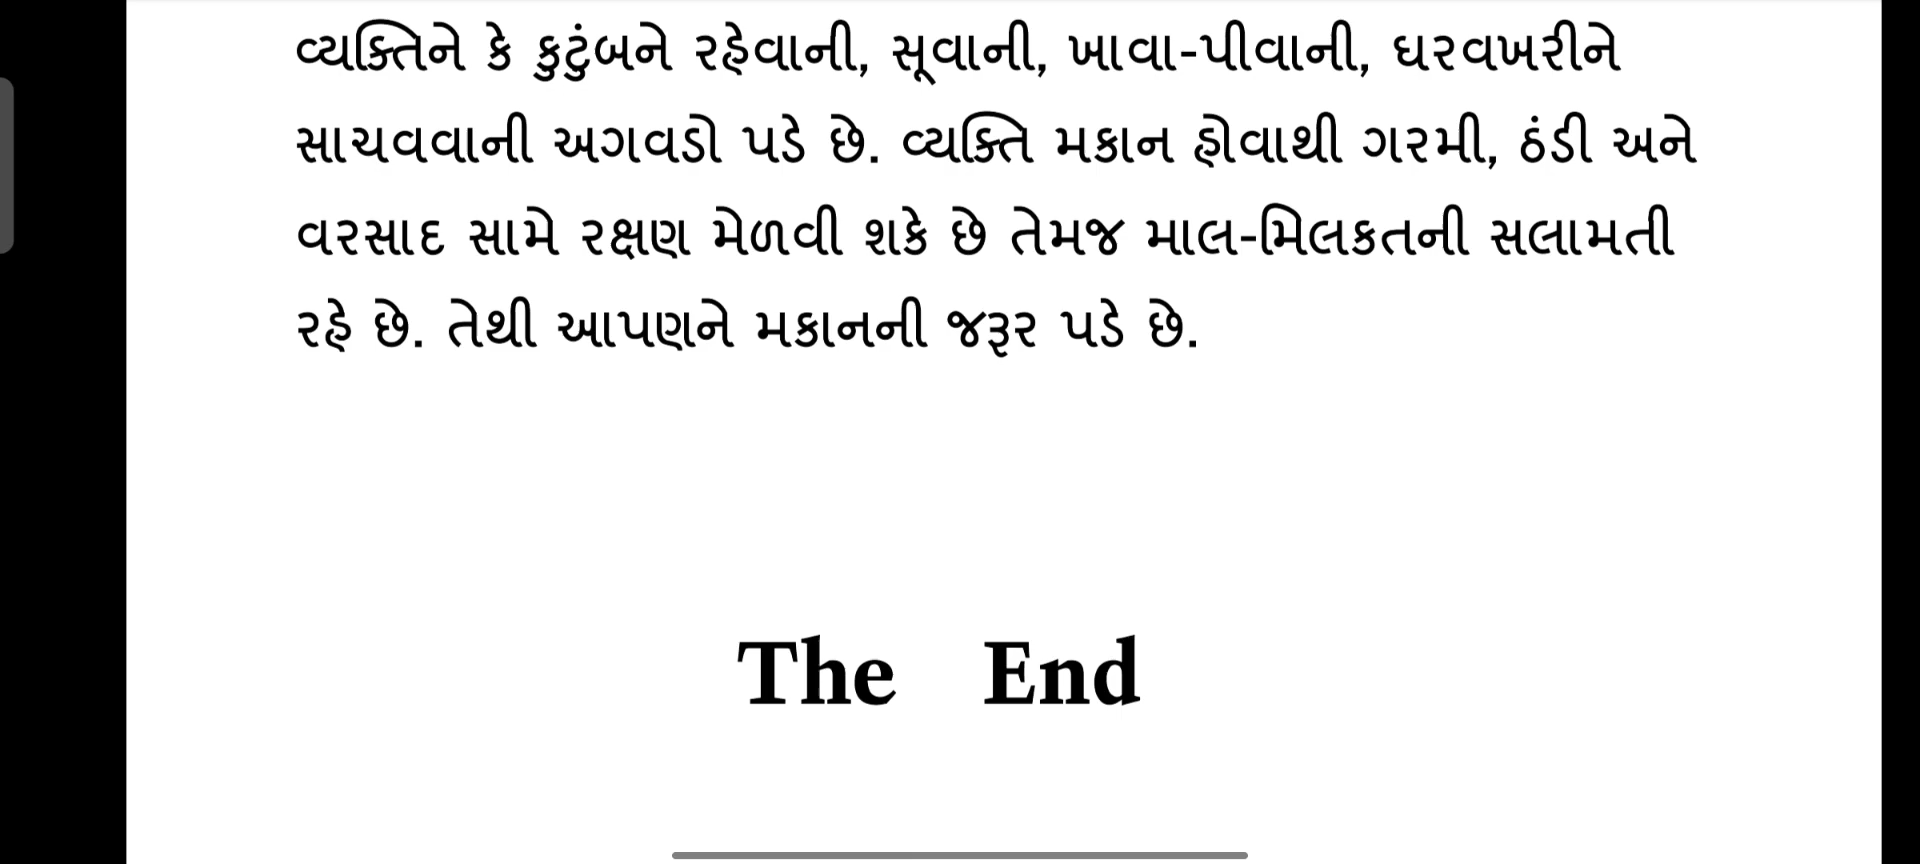 વ્યક્તિને કે કુટુંબને રહેવાની, સૂવાની, ખાવા-પીવાની, ઘરવખરીને
સાચવવાની અગવડો પડે છે. વ્યક્તિ મકાન હોવાથી ગરમી, ઠંડી અને
વરસાદ સામે રક્ષણ મેળવી શકે છે તેમજ માલ-મિલકતની સલામતી
રહે છે. તેથી આપણને મકાનની જરૂર પડે છે.
The End